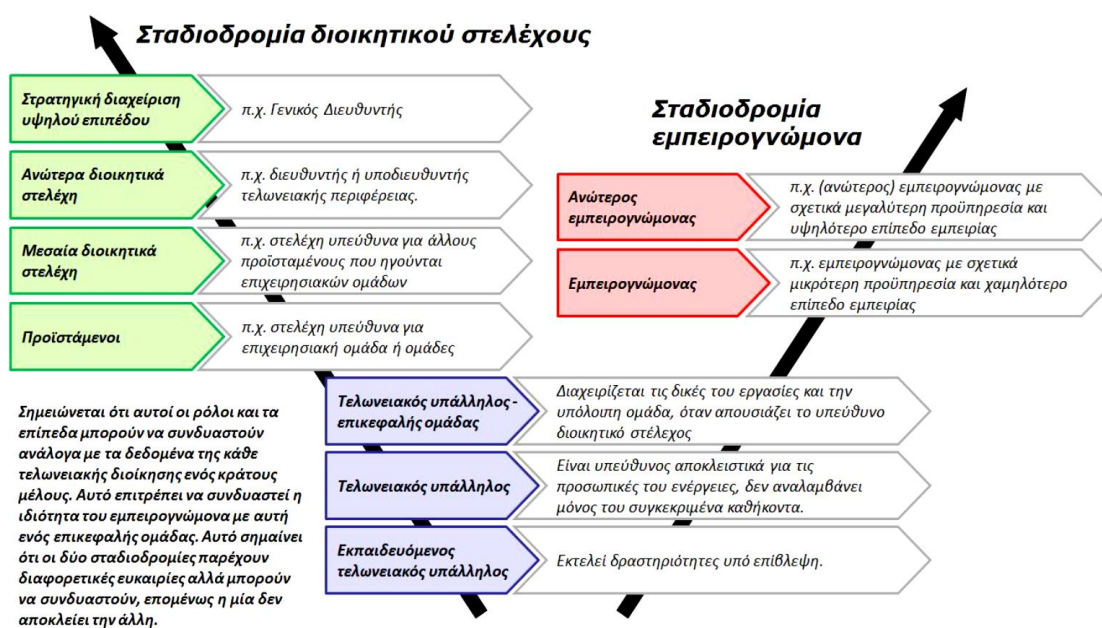 Σταδιοδρομία διοικητικού στελέχους
Στρατηγική διαχείριση
υψηλού επιπέδου
π.χ. Γενικός Διευθυντής
Ανώτερα διοικητικά
στελέχη
π.χ. διευθυντής ή υποδιευθυντής
τελωνειακής περιφέρειας.
Μεσαία διοικητικά
στελέχη
π.χ. στελέχη υπεύθυνα για άλλους
προϊσταμένους που ηγούνται
επιχειρησιακών ομάδων
Προϊστάμενοι
π.χ. στελέχη υπεύθυνα για
επιχειρησιακή ομάδα ή ομάδες
Σταδιοδρομία
εμπειρογνώμονα
Ανώτερος
εμπειρογνώμονας
π.χ. (ανώτερος) εμπειρογνώμονας με
σχετικά μεγαλύτερη προϋπηρεσία και
υψηλότερο επίπεδο εμπειρίας
Εμπειρογνώμονας
π.χ. εμπειρογνώμονας με σχετικά
μικρότερη προϋπηρεσία και χαμηλότερο
επίπεδο εμπειρίας
Τελωνειακός υπάλληλος -
επικεφαλής ομάδας
Διαχειρίζεται τις δικές του εργασίες και την
υπόλοιπη ομάδα, όταν απουσιάζει το υπεύθυνο
διοικητικό στέλεχος
Τελωνειακός υπάλληλος
Είναι υπεύθυνος αποκλειστικά για τις
προσωπικές του ενέργειες, δεν αναλαμβάνει
μόνος του συγκεκριμένα καθήκοντα.
Εκπαιδευόμενος
τελωνειακός υπάλληλος
Εκτελεί δραστηριότητες υπό επίβλεψη.
Σημειώνεται ότι αυτοί οι ρόλοι και τα
επίπεδα μπορούν να συνδυαστούν
ανάλογα με τα δεδομένα της κάθε
τελωνειακής διοίκησης ενός κράτους
μέλους. Αυτό επιτρέπει να συνδυαστεί η
ιδιότητα του εμπειρογνώμονα με αυτή
ενός επικεφαλής ομάδας. Αυτό σημαίνει
ότι οι δύο σταδιοδρομίες παρέχουν
διαφορετικές ευκαιρίες αλλά μπορούν
να συνδυαστούν, επομένως η μία δεν
αποκλείει την άλλη.